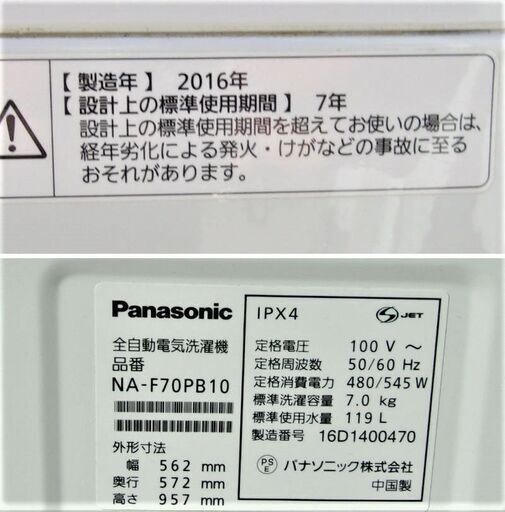 【製造年】 2016年
【設計上の標準使用期間】 7年
設計上の標準使用期間を超えてお使いの場合は、
経年劣化による発火・けがなどの事故に至る
おそれがあります。
Panasonic
全自動電気洗濯機
品番
NA-F70PB10
外形寸法
幅 562 mm
奥行 572 mm
高さ 957 mm
IPX4 JET
定格電圧 100 V ～
定格周波数 50/60 Hz
定格消費電力 480/545 W
標準洗濯容量 7.0 kg
標準使用水量 119 L
製造番号 16D1400470
PSE パナソニック株式会社
中国製